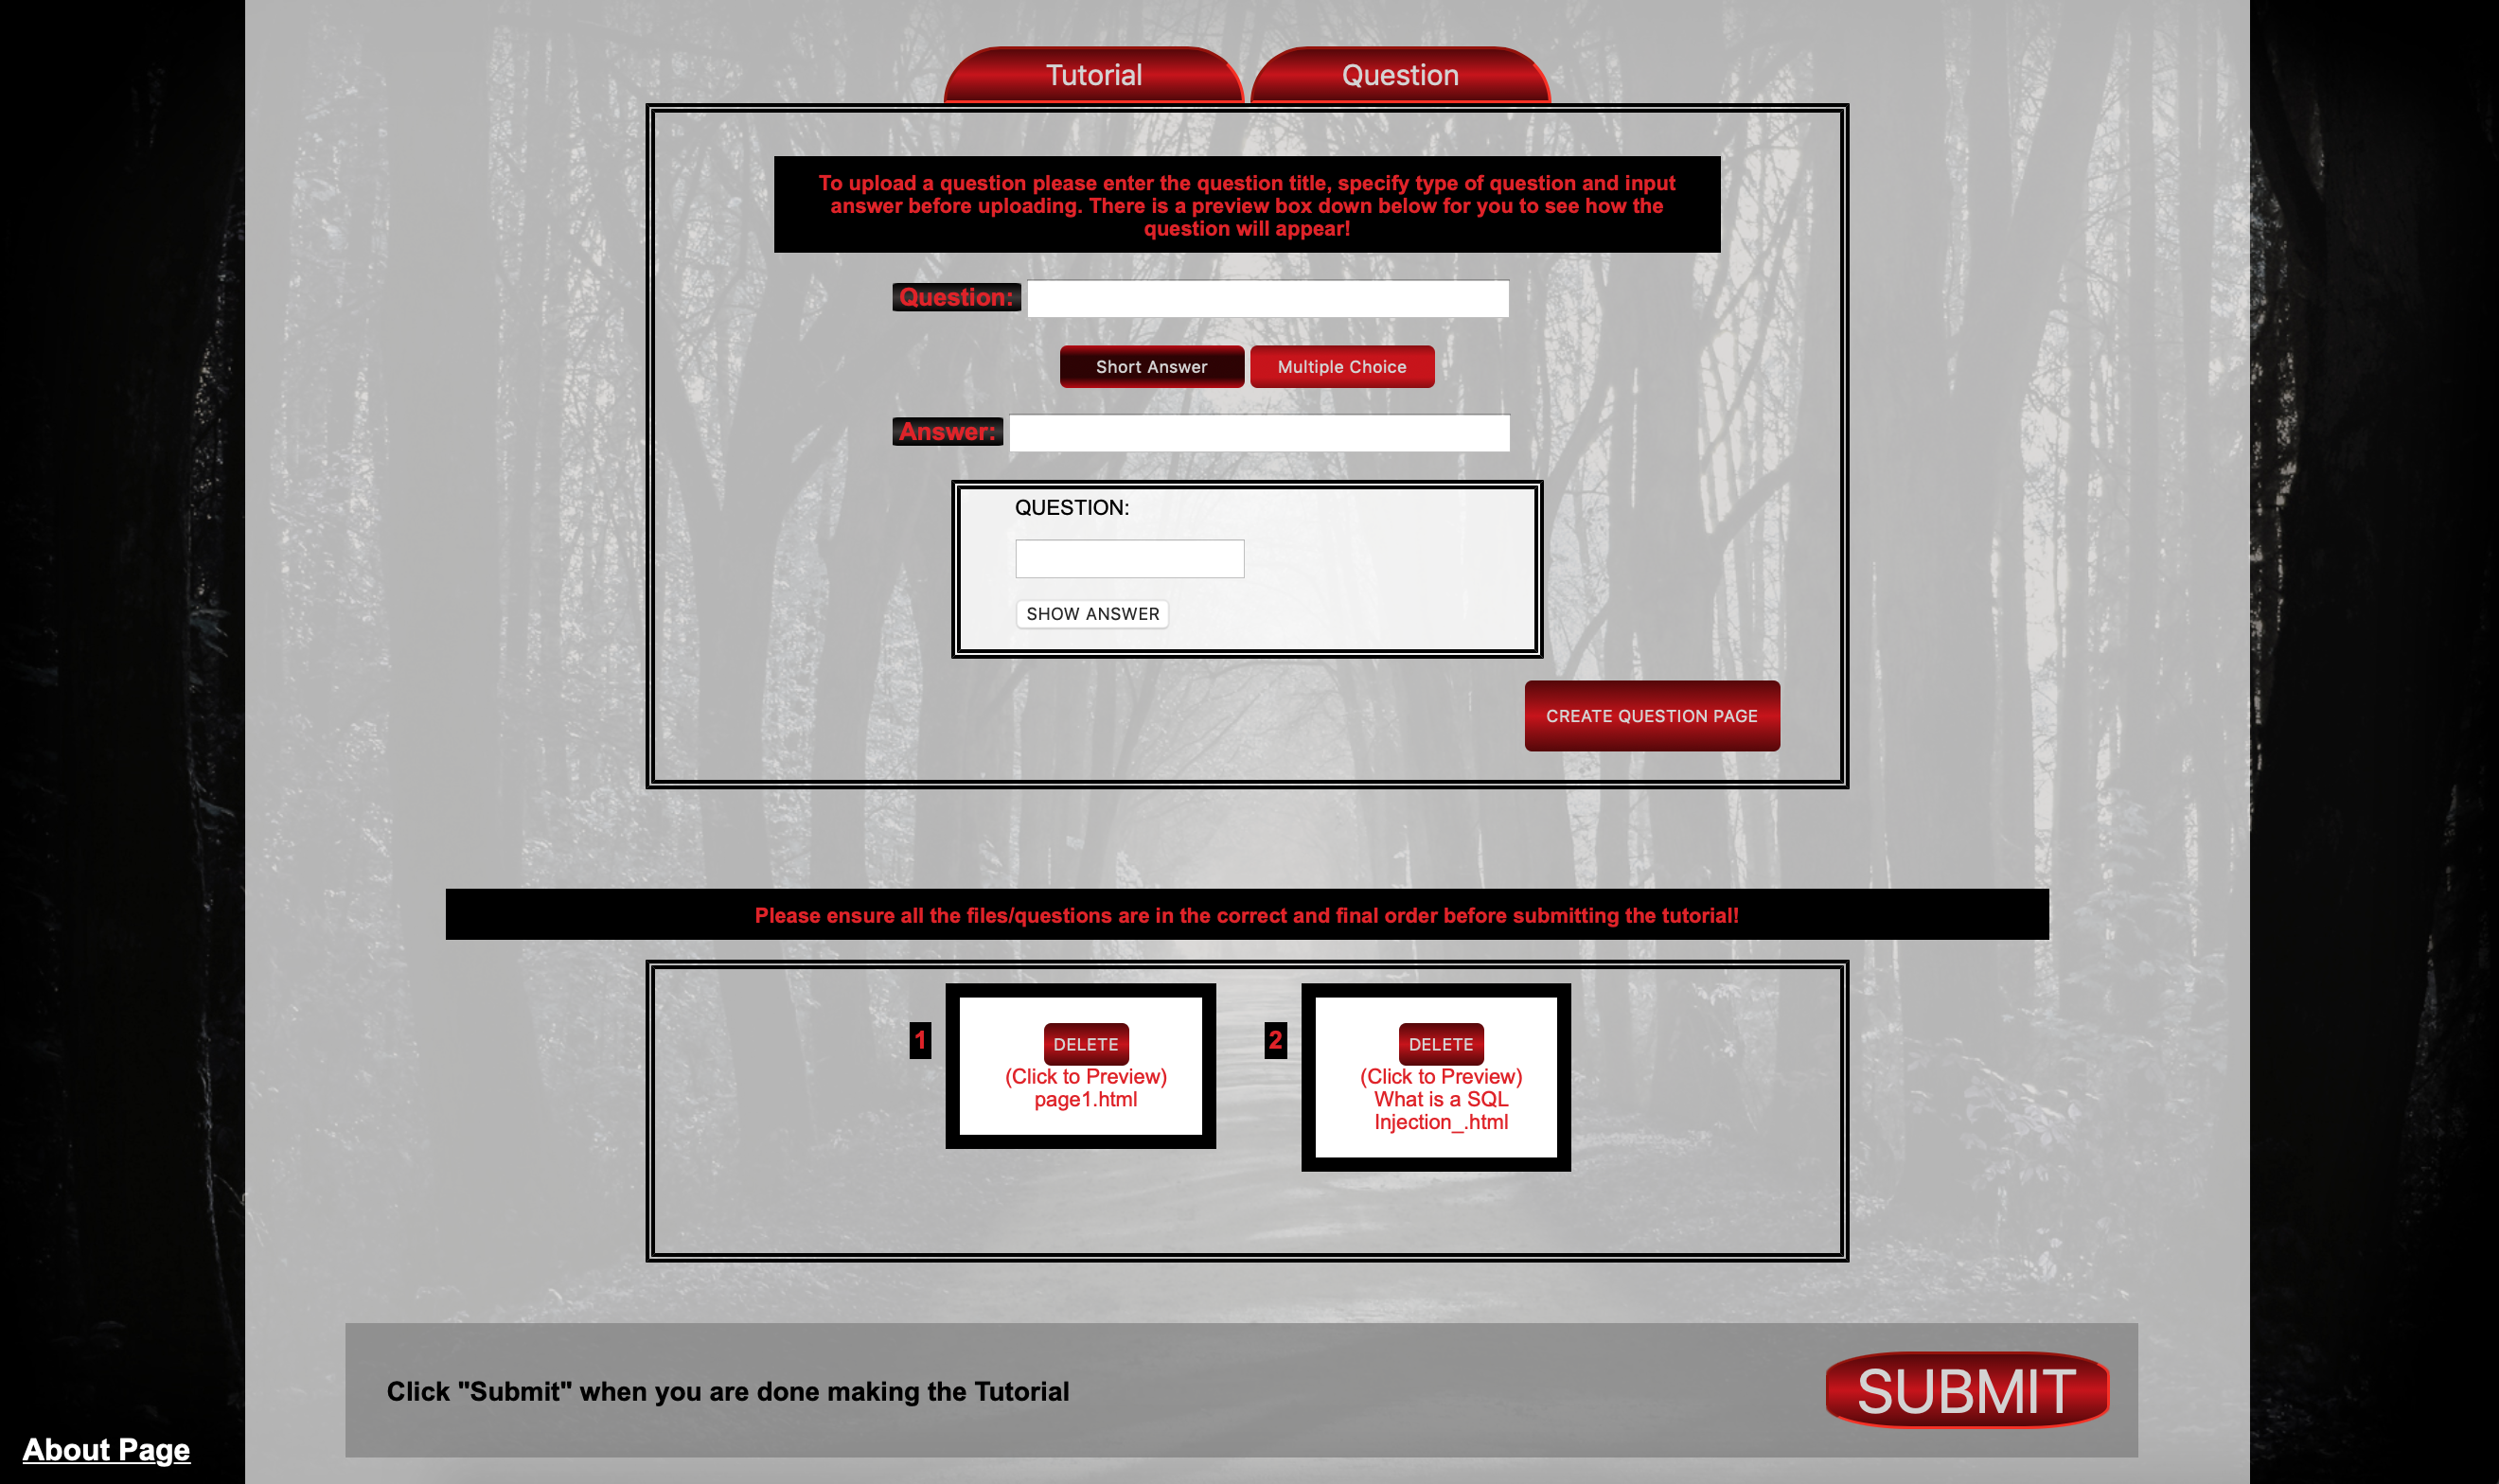 Tutorial
Question
To upload a question please enter the question title, specify type of question and input
answer before uploading. There is a preview box down below for you to see how the
question will appear!
Question:
Short Answer
Multiple Choice
Answer:
QUESTION:
SHOW ANSWER
CREATE QUESTION PAGE
Please ensure all the files/questions are in the correct and final order before submitting the tutorial!
1
DELETE
(Click to Preview)
page1.html
2
DELETE
(Click to Preview)
What is a SQL
Injection_.html
Click "Submit" when you are done making the Tutorial
SUBMIT
About Page